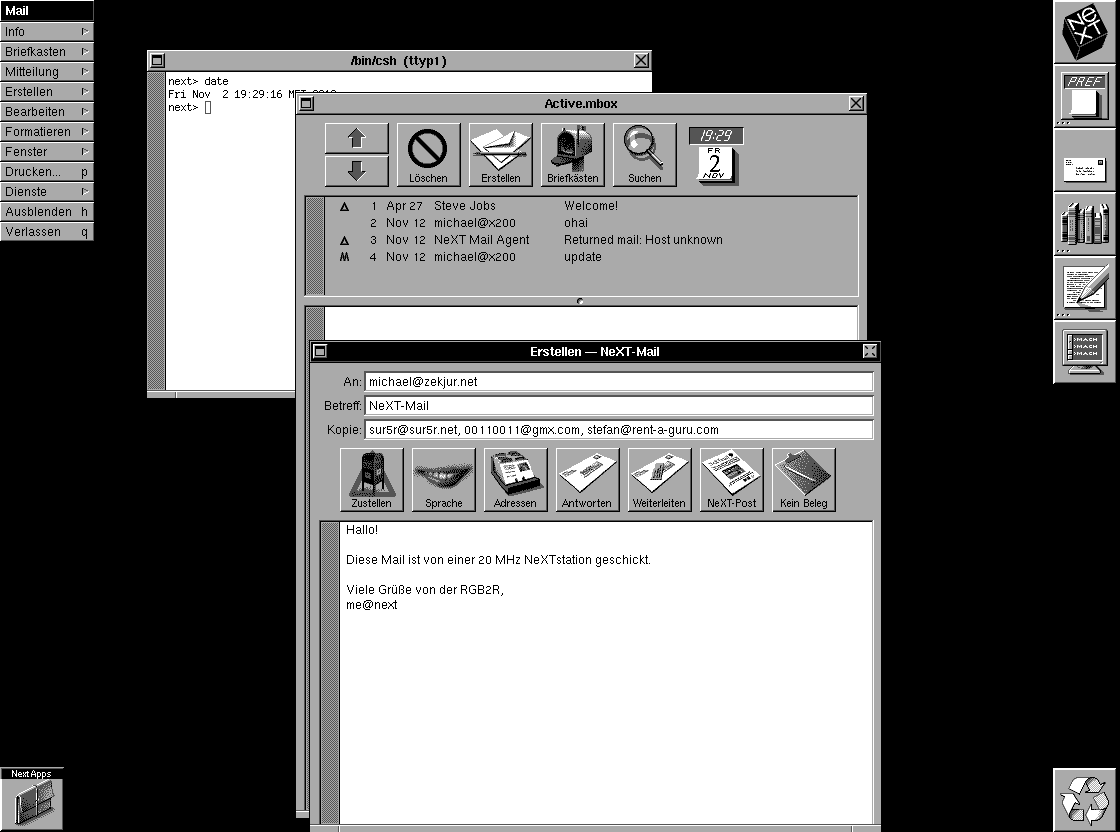 Mail
Info
Briefkasten
Mitteilung
Erstellen
Bearbeiten
Formatieren
Fenster
Drucken... p
Dienste
Ausblenden h
Verlassen q
/bin/csh (ttyp1)
next> date
Fri Nov 2 19:29:16
next>
Active.mbox
Löschen
Erstellen
Briefkästen
Suchen
19:29
FR
2
NOV
1 Apr 27 Steve Jobs Welcome!
2 Nov 12 michael@x200 ohai
3 Nov 12 NeXT Mail Agent Returned mail: Host unknown
4 Nov 12 michael@x200 update
Erstellen — NeXT-Mail
An: michael@zekjur.net
Betreff: NeXT-Mail
Kopie: sur5r@sur5r.net, 00110011@gmx.com, stefan@rent-a-guru.com
Zustellen
Sprache
Adressen
Antworten
Weiterleiten
NeXT-Post
Kein Beleg
Hallo!
Diese Mail ist von einer 20 MHz NeXTstation geschickt.
Viele Grüße von der RGB2R,
me@next
NeXT
PREF
MACH
MACH
MACH
NextApps